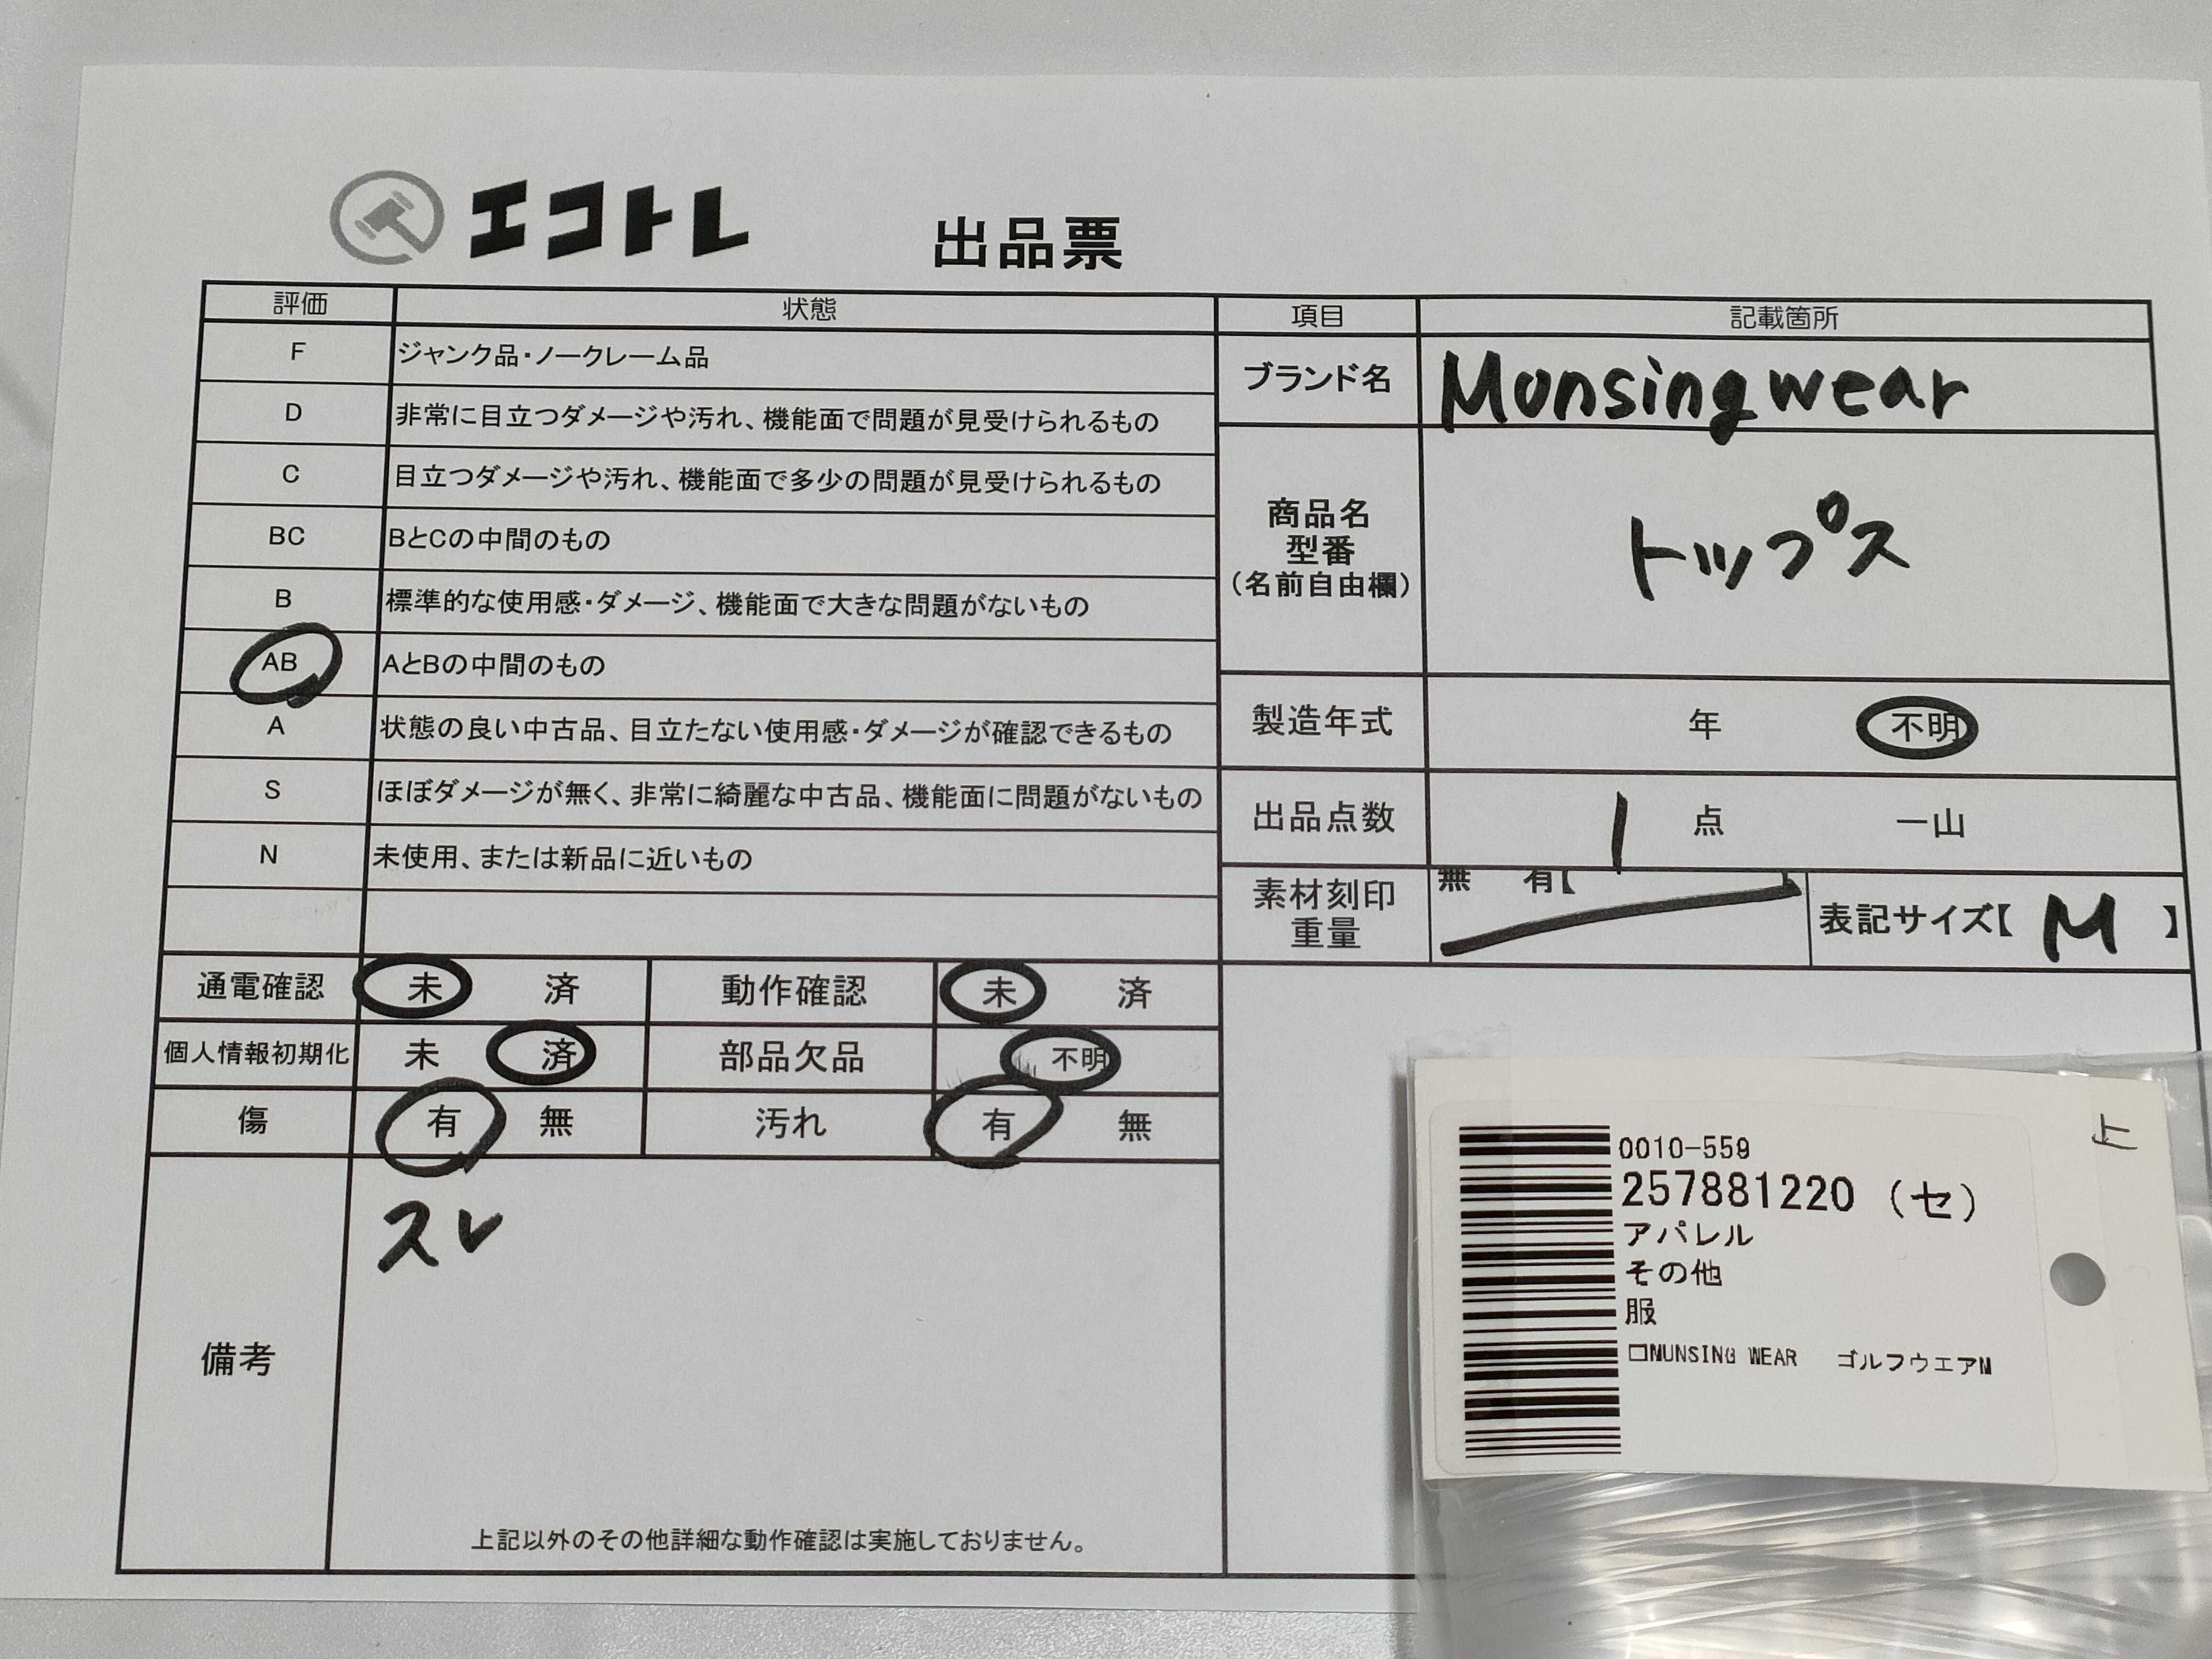 エコトレ 出品票
評価 状態 項目 記載箇所
F ジャンク品・ノークレーム品
D 非常に目立つダメージや汚れ、機能面で問題が見受けられるもの
C 目立つダメージや汚れ、機能面で多少の問題が見受けられるもの
BC BとCの中間のもの
B 標準的な使用感・ダメージ、機能面で大きな問題がないもの
AB AとBの中間のもの
A 状態の良い中古品、目立たない使用感・ダメージが確認できるもの
S ほぼダメージが無く、非常に綺麗な中古品、機能面に問題がないもの
N 未使用、または新品に近いもの
ブランド名 Munsingwear
商品名
型番
(名前自由欄)
トップス
製造年式 年 不明
出品点数 1 点 一山
素材刻印
重量
無 有【
表記サイズ【 M 】
通電確認 未 済 動作確認 未 済
個人情報初期化 未 済 部品欠品 不明
傷 有 無 汚れ 有 無
備考
スレ
上記以外のその他詳細な動作確認は実施しておりません。
上
0010-559
257881220 (セ)
アパレル
その他
服
□MUNSING WEAR ゴルフウエアM